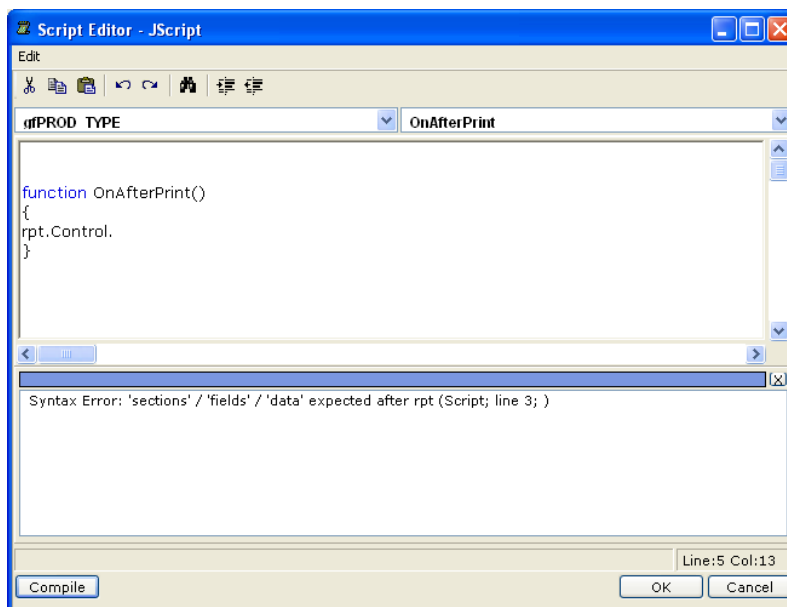 Script Editor - JScript
Edit
gfPROD_TYPE
OnAfterPrint
function OnAfterPrint()
{
rpt.Control.
}
X
Syntax Error: 'sections' / 'fields' / 'data' expected after rpt (Script; line 3; )
Line:5 Col:13
Compile
OK
Cancel